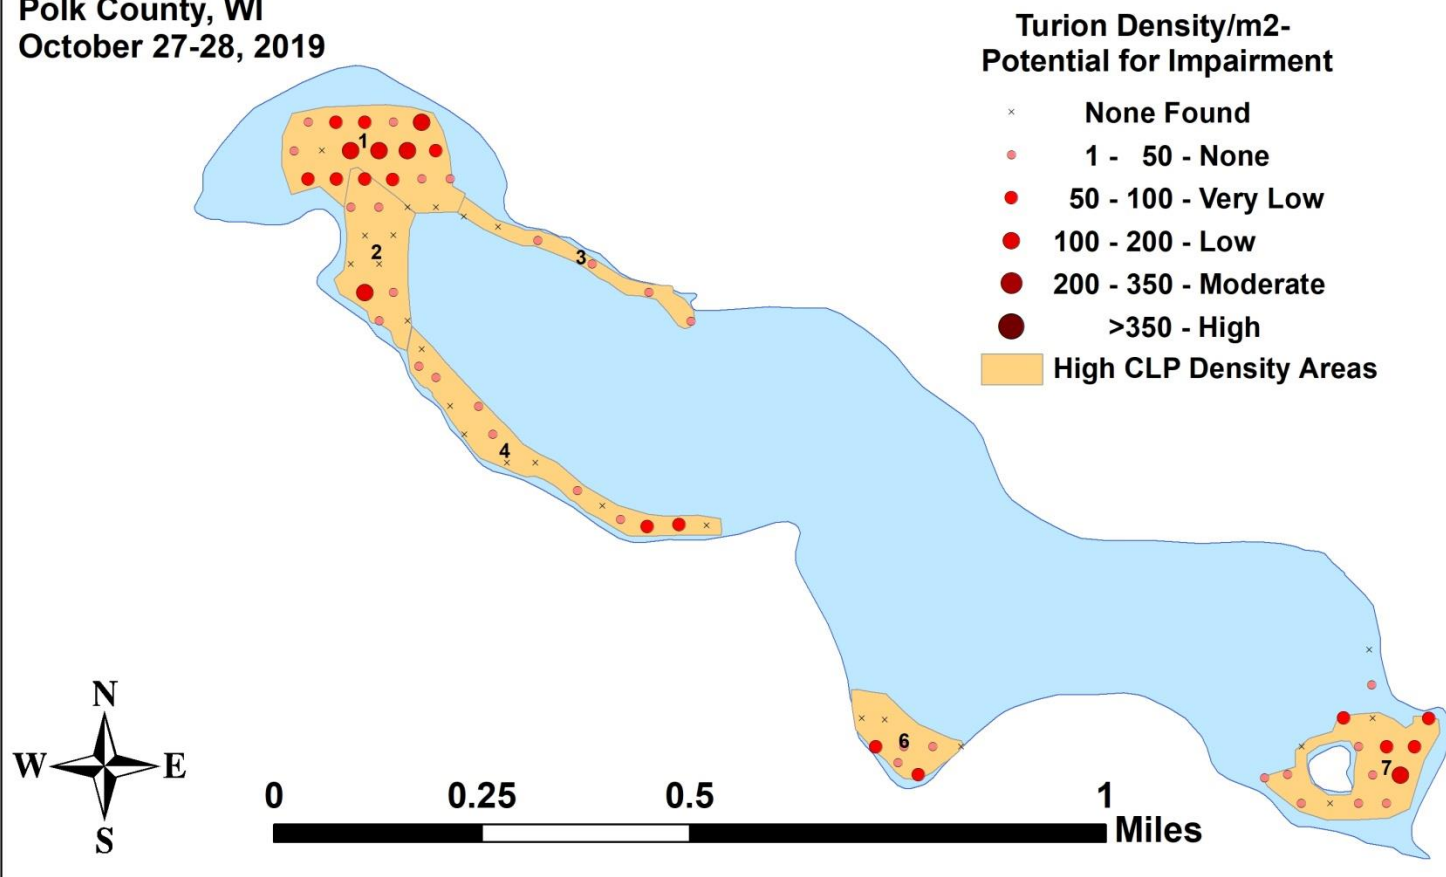 Polk County, WI
October 27-28, 2019
Turion Density/m2-
Potential for Impairment
None Found
1 - 50 - None
50 - 100 - Very Low
100 - 200 - Low
200 - 350 - Moderate
>350 - High
High CLP Density Areas
1
2
3
4
6
7
N
W E
S
0 0.25 0.5 1
Miles